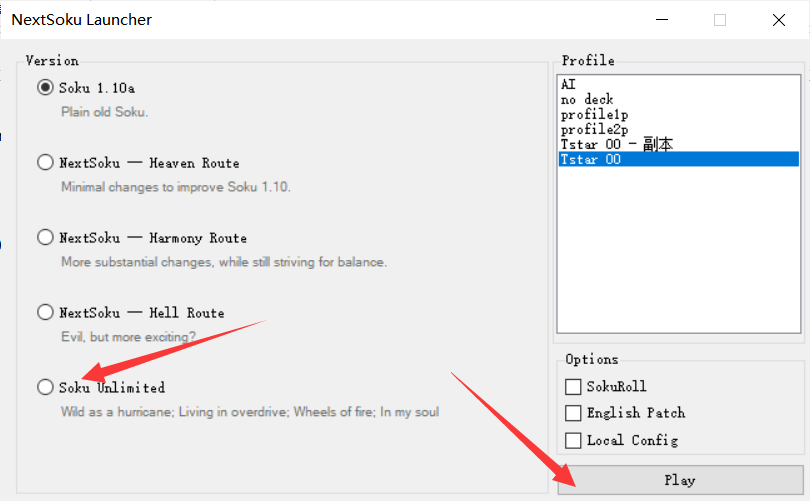 NextSoku Launcher
Version
Soku 1.10a
Plain old Soku.
NextSoku — Heaven Route
Minimal changes to improve Soku 1.10.
NextSoku — Harmony Route
More substantial changes, while still striving for balance.
NextSoku — Hell Route
Evil, but more exciting?
Soku Unlimited
Wild as a hurricane; Living in overdrive; Wheels of fire; In my soul
Profile
AI
no deck
profile1p
profile2p
Tstar 00 - 副本
Tstar 00
Options
SokuRoll
English Patch
Local Config
Play